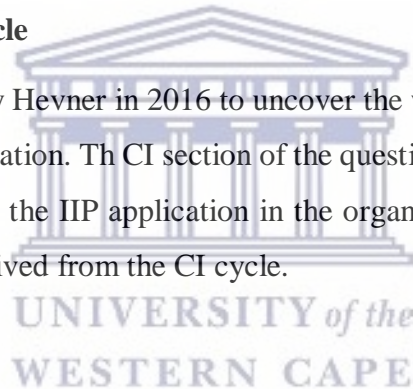 cle
Hevner in 2016 to uncover the
ation. Th CI section of the questi
the IIP application in the organ
ived from the CI cycle.
UNIVERSITY of the
WESTERN CAPE